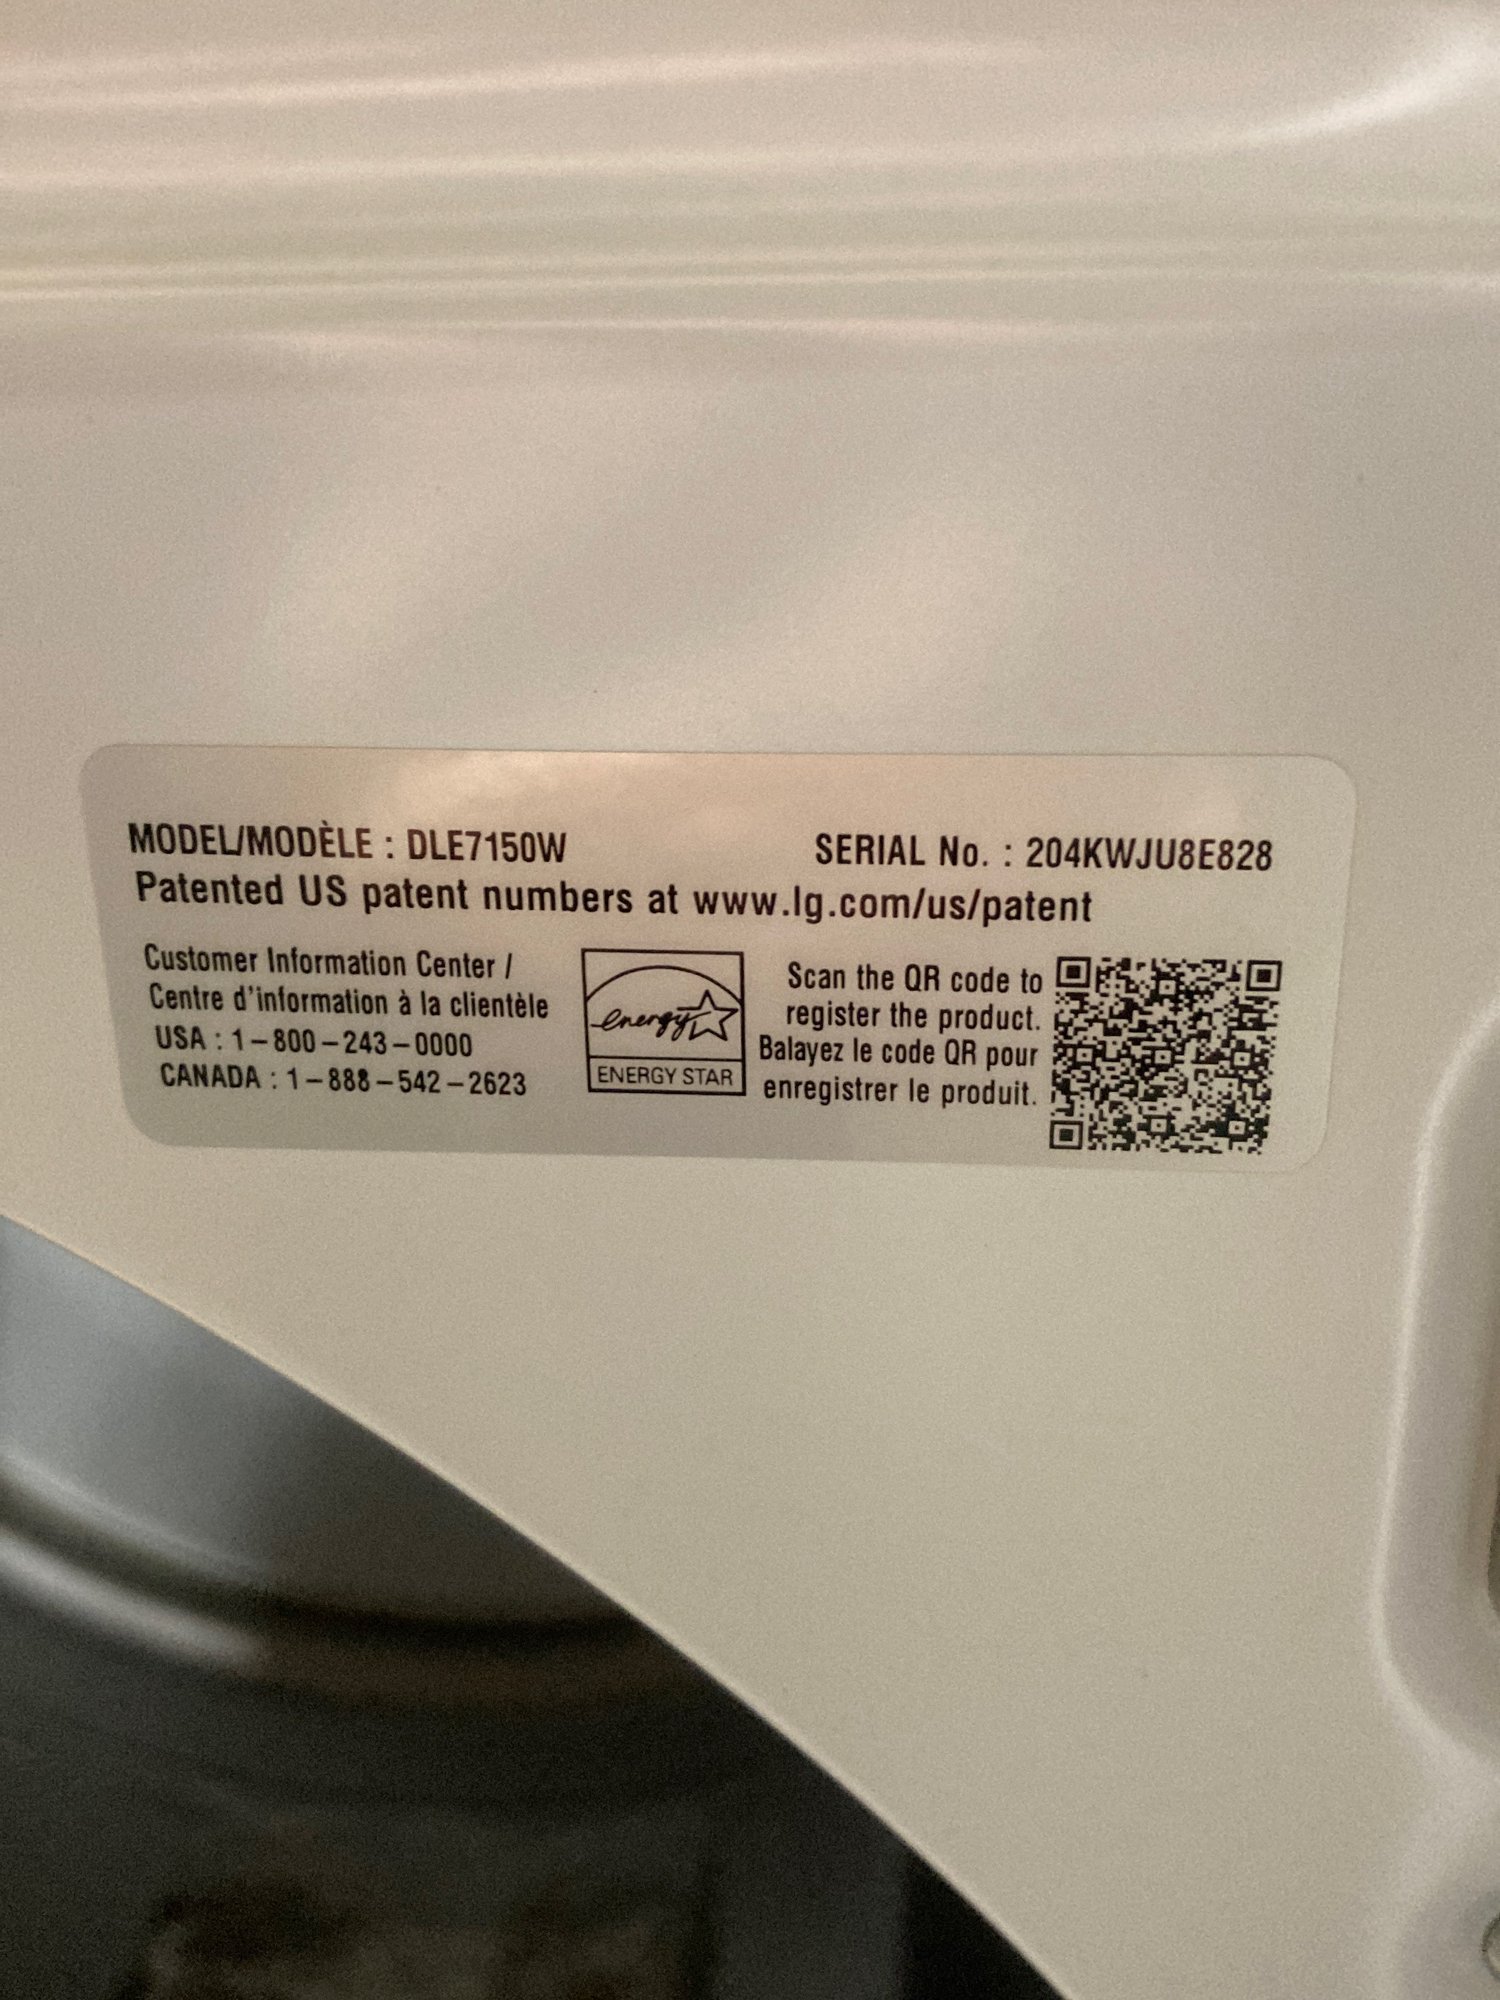 MODEL/MODÈLE : DLE7150W SERIAL No. : 204KWJU8E828
Patented US patent numbers at www.lg.com/us/patent
Customer Information Center /
Centre d'information à la clientèle
USA : 1-800-243-0000
CANADA : 1-888-542-2623
energy
ENERGY STAR
Scan the QR code to
register the product.
Balayez le code QR pour
enregistrer le produit.